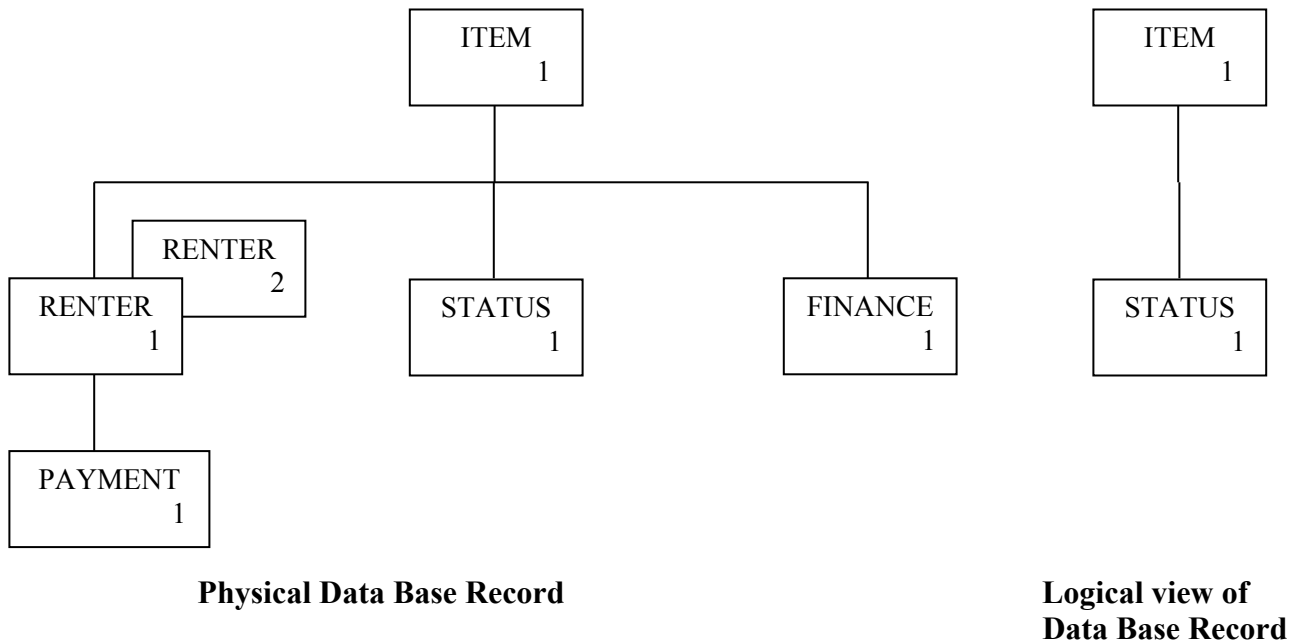 ITEM
1
ITEM
1
RENTER
2
RENTER
1
STATUS
1
FINANCE
1
STATUS
1
PAYMENT
1
Physical Data Base Record
Logical view of
Data Base Record